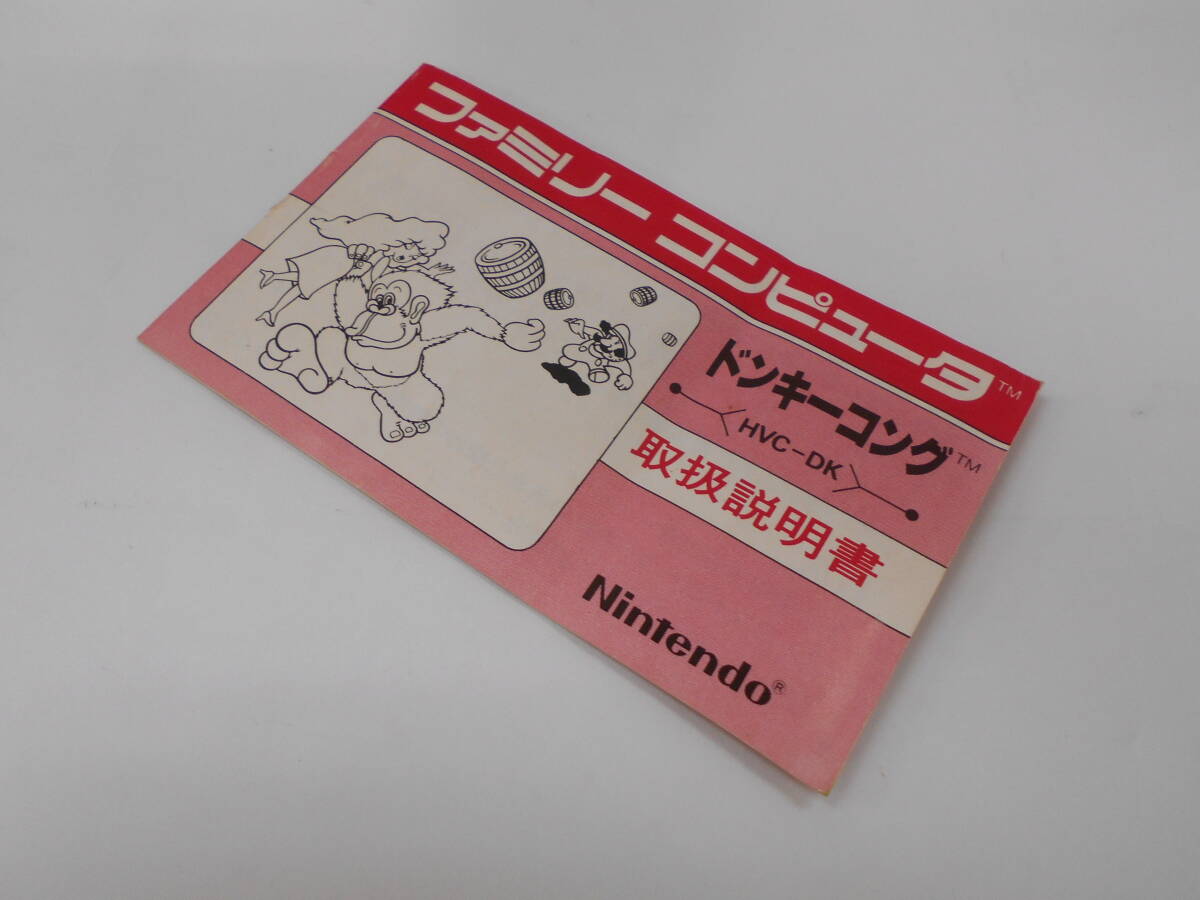 ファミリー コンピュータ™
ドンキーコング™
HVC-DK
取扱説明書
Nintendo®